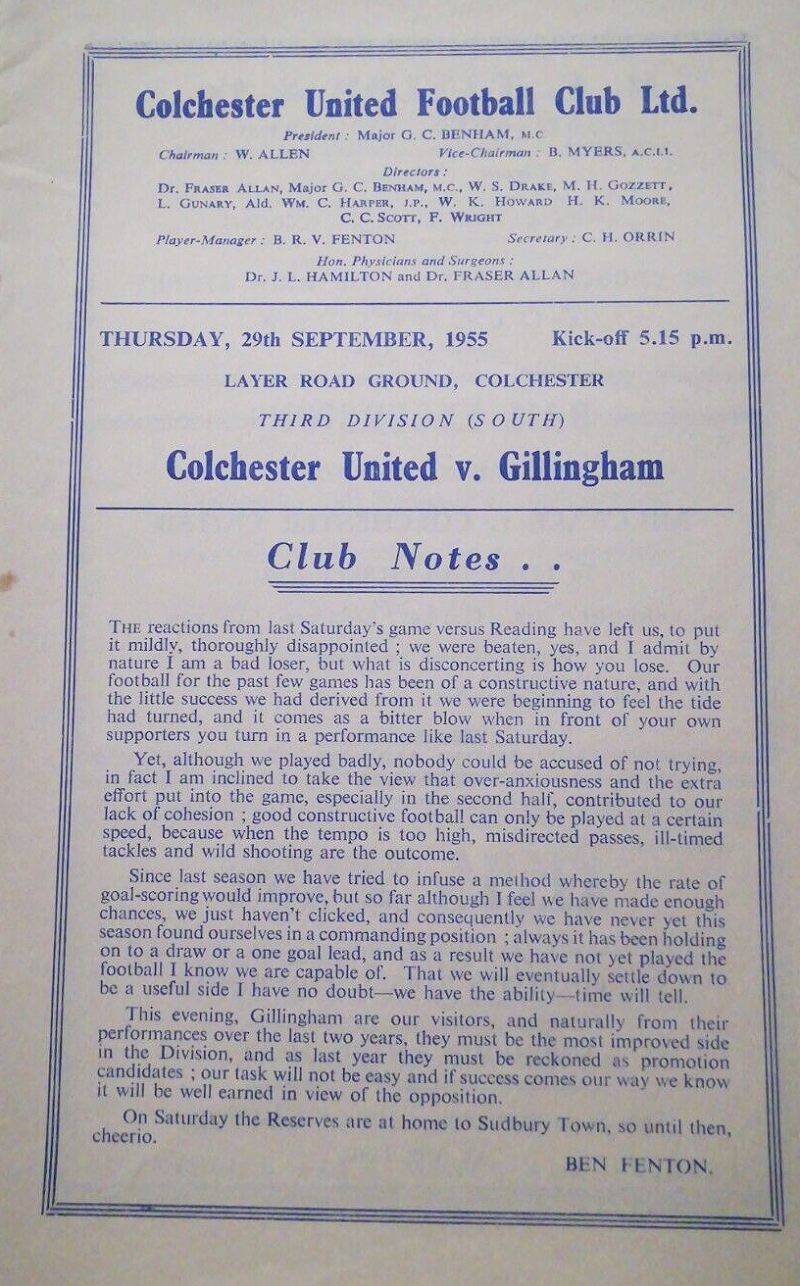 Colchester United Football Club Ltd.
President : Major G. C. BENHAM, M.C
Chairman : W. ALLEN Vice-Chairman : B. MYERS, A.C.I.I.
Directors :
Dr. FRASER ALLAN, Major G. C. BENHAM, M.C., W. S. DRAKE, M. H. GOZZETT,
L. GUNARY, Ald. WM. C. HARPER, J.P., W. K. HOWARD H. K. MOORE,
C. C. SCOTT, F. WRIGHT
Player-Manager : B. R. V. FENTON Secretary : C. H. ORRIN
Hon. Physicians and Surgeons :
Dr. J. L. HAMILTON and Dr. FRASER ALLAN
THURSDAY, 29th SEPTEMBER, 1955 Kick-off 5.15 p.m.
LAYER ROAD GROUND, COLCHESTER
THIRD DIVISION (SOUTH)
Colchester United v. Gillingham
Club Notes . .
THE reactions from last Saturday's game versus Reading have left us, to put
it mildly, thoroughly disappointed ; we were beaten, yes, and I admit by
nature I am a bad loser, but what is disconcerting is how you lose. Our
football for the past few games has been of a constructive nature, and with
the little success we had derived from it we were beginning to feel the tide
had turned, and it comes as a bitter blow when in front of your own
supporters you turn in a performance like last Saturday.
Yet, although we played badly, nobody could be accused of not trying,
in fact I am inclined to take the view that over-anxiousness and the extra
effort put into the game, especially in the second half, contributed to our
lack of cohesion ; good constructive football can only be played at a certain
speed, because when the tempo is too high, misdirected passes, ill-timed
tackles and wild shooting are the outcome.
Since last season we have tried to infuse a method whereby the rate of
goal-scoring would improve, but so far although I feel we have made enough
chances, we just haven't clicked, and consequently we have never yet this
season found ourselves in a commanding position ; always it has been holding
on to a draw or a one goal lead, and as a result we have not yet played the
football I know we are capable of. That we will eventually settle down to
be a useful side I have no doubt—we have the ability—time will tell.
This evening, Gillingham are our visitors, and naturally from their
performances over the last two years, they must be the most improved side
in the Division, and as last year they must be reckoned as promotion
candidates ; our task will not be easy and if success comes our way we know
it will be well earned in view of the opposition.
On Saturday the Reserves are at home to Sudbury Town, so until then,
cheerio.
BEN FENTON.